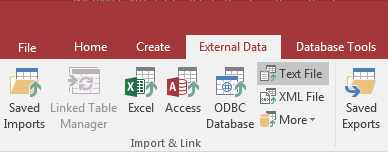 File Home Create External Data Database Tools
Text File
XML File
More
Saved Imports
Linked Table Manager
Excel
Access
ODBC Database
Saved Exports
Import & Link